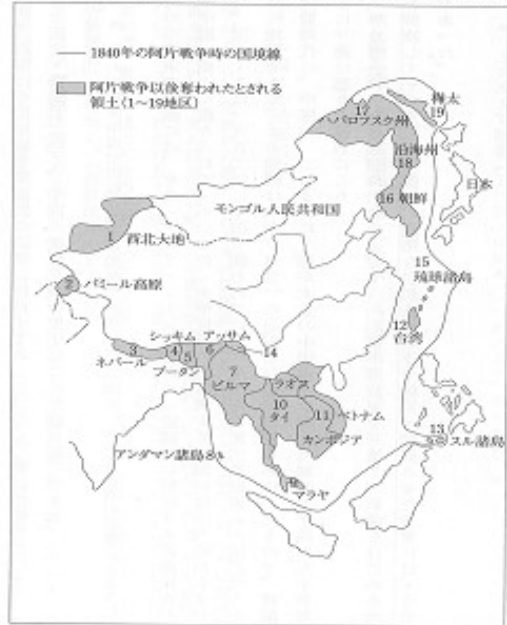 1840年の阿片戦争時の国境線
阿片戦争以後奪われたとされる
領土(1〜19地区)
17
ハバロフスク州
樺太
19
沿海州
18
日本
モンゴル人民共和国
16 朝鮮
1
西北大地
15
琉球諸島
2
パミール高原
12
台湾
シッキム アッサム
14
3
4
5
6
ネパール
ブータン
7
ビルマ
ラオス
10
タイ
11
ベトナム
13
スル諸島
カンボジア
アンダマン諸島8
9
マラヤ